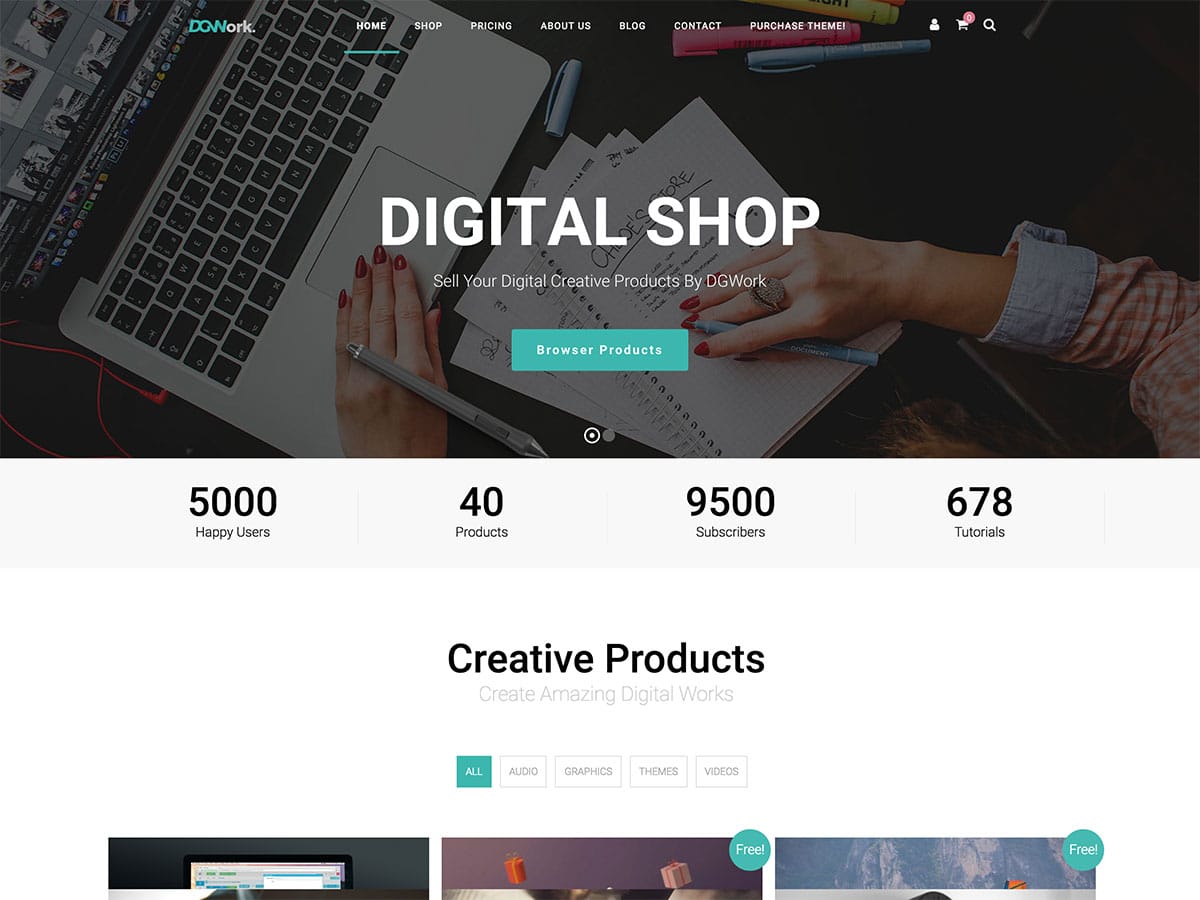 DGWork.
HOME SHOP PRICING ABOUT US BLOG CONTACT PURCHASE THEME!
0
DIGITAL SHOP
Sell Your Digital Creative Products By DGWork
Browser Products
DOCUMENT
5000 40 9500 678
Happy Users Products Subscribers Tutorials
Creative Products
Create Amazing Digital Works
ALL AUDIO GRAPHICS THEMES VIDEOS
Free! Free!